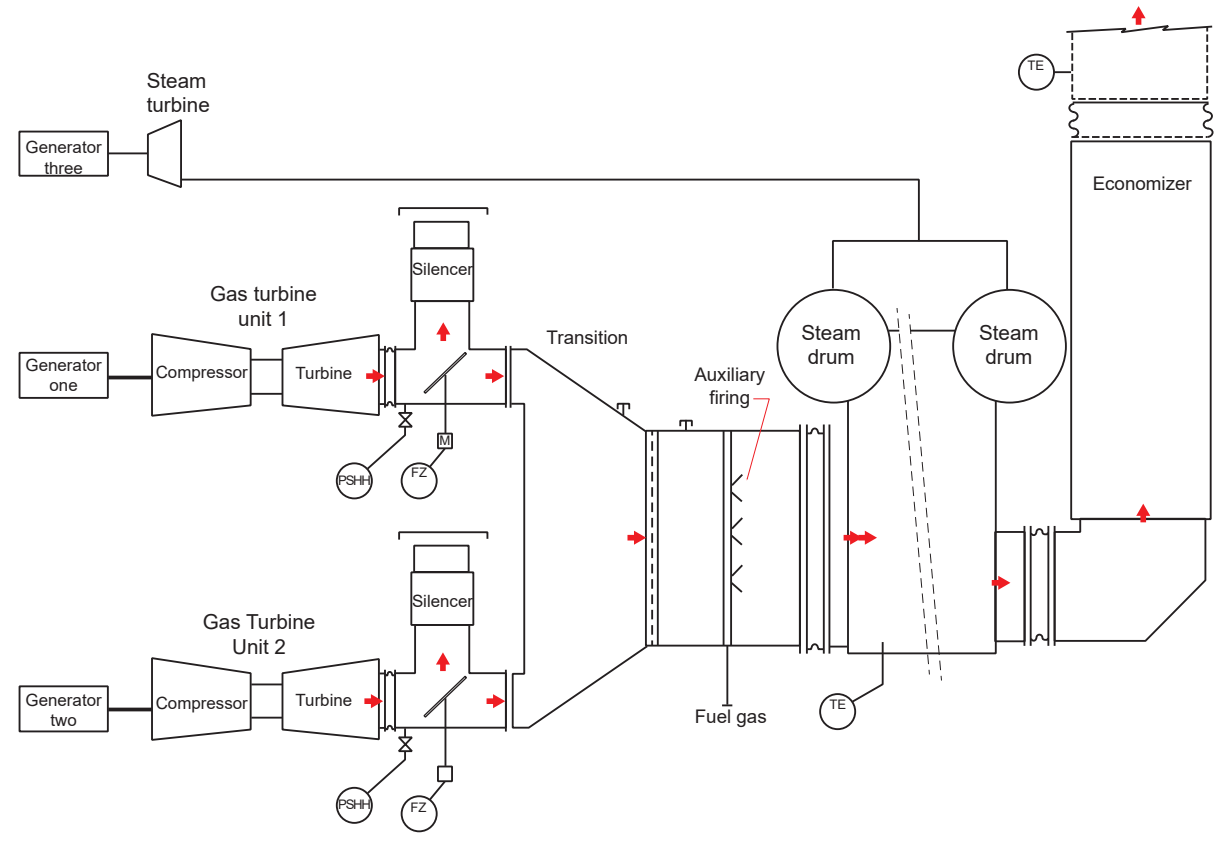 TE
Steam
turbine
Generator
three
Economizer
Silencer
Gas turbine
unit 1
Transition
Steam
drum
Steam
drum
Generator
one
Compressor
Turbine
Auxiliary
firing
M
PSHH
FZ
Silencer
Gas Turbine
Unit 2
Generator
two
Compressor
Turbine
Fuel gas
TE
PSHH
FZ